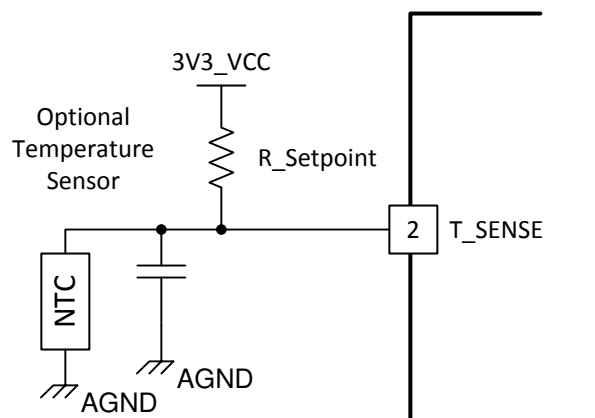 3V3_VCC
Optional
Temperature
Sensor
R_Setpoint
2
T_SENSE
NTC
AGND
AGND